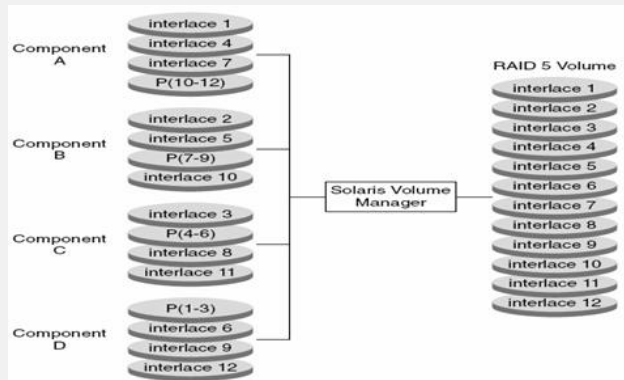 Component
A
interlace 1
interlace 4
interlace 7
P(10-12)
Component
B
interlace 2
interlace 5
P(7-9)
interlace 10
Component
C
interlace 3
P(4-6)
interlace 8
interlace 11
Component
D
P(1-3)
interlace 6
interlace 9
interlace 12
Solaris Volume
Manager
RAID 5 Volume
interlace 1
interlace 2
interlace 3
interlace 4
interlace 5
interlace 6
interlace 7
interlace 8
interlace 9
interlace 10
interlace 11
interlace 12